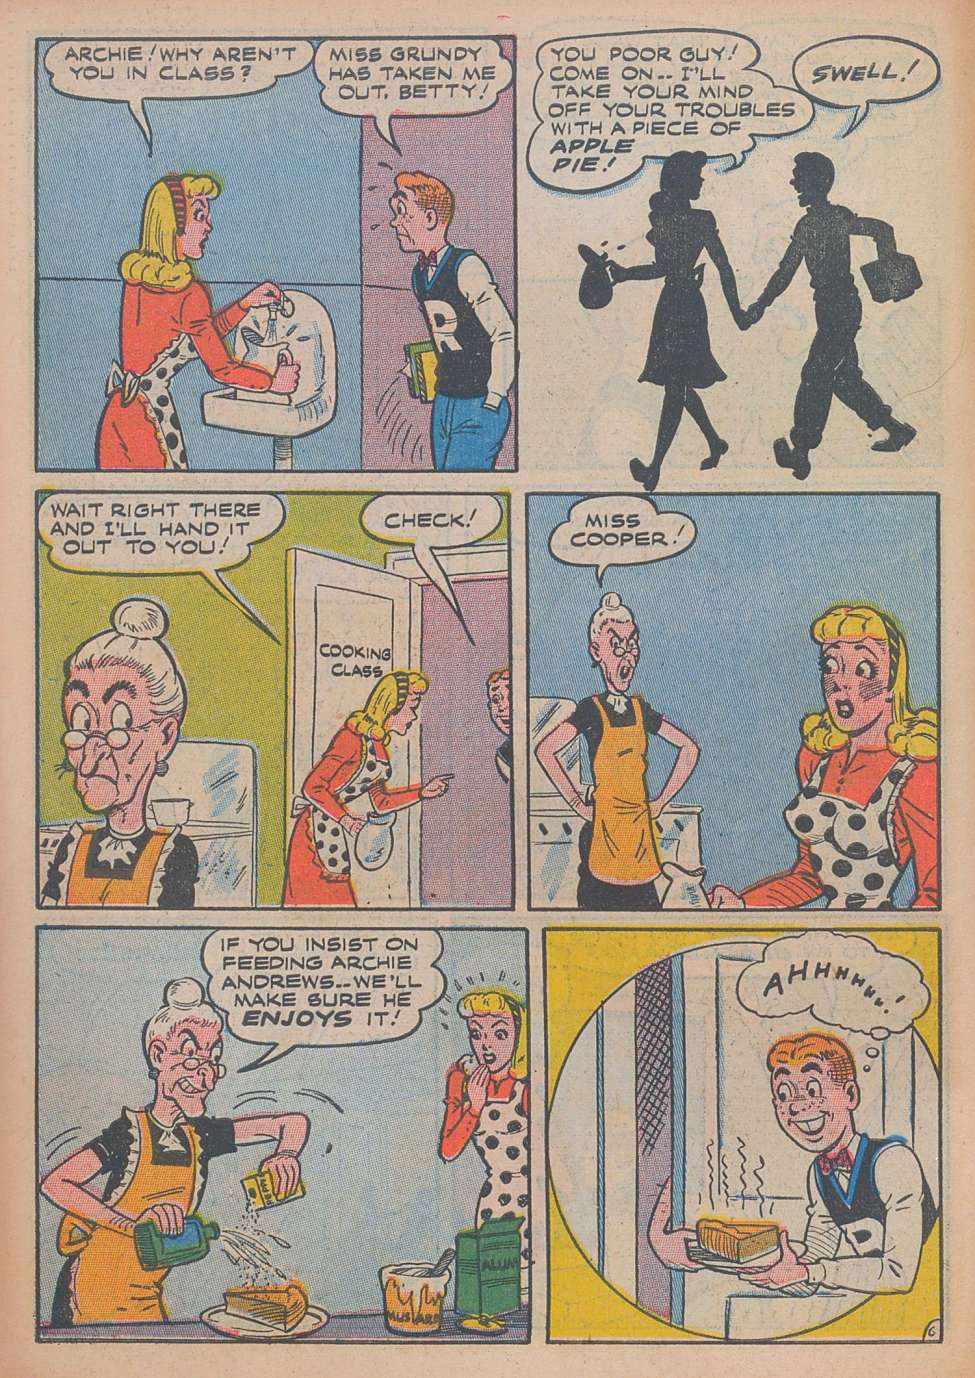 ARCHIE! WHY AREN'T
YOU IN CLASS?
MISS GRUNDY
HAS TAKEN ME
OUT, BETTY!
R
YOU POOR GUY!
COME ON-- I'LL
TAKE YOUR MIND
OFF YOUR TROUBLES
WITH A PIECE OF
APPLE
PIE!
SWELL!
WAIT RIGHT THERE
AND I'LL HAND IT
OUT TO YOU!
CHECK!
COOKING
CLASS
MISS
COOPER!
IF YOU INSIST ON
FEEDING ARCHIE
ANDREWS--WE'LL
MAKE SURE HE
ENJOYS IT!
ALUM
MUSTARD
AHHHHHH!
R
6